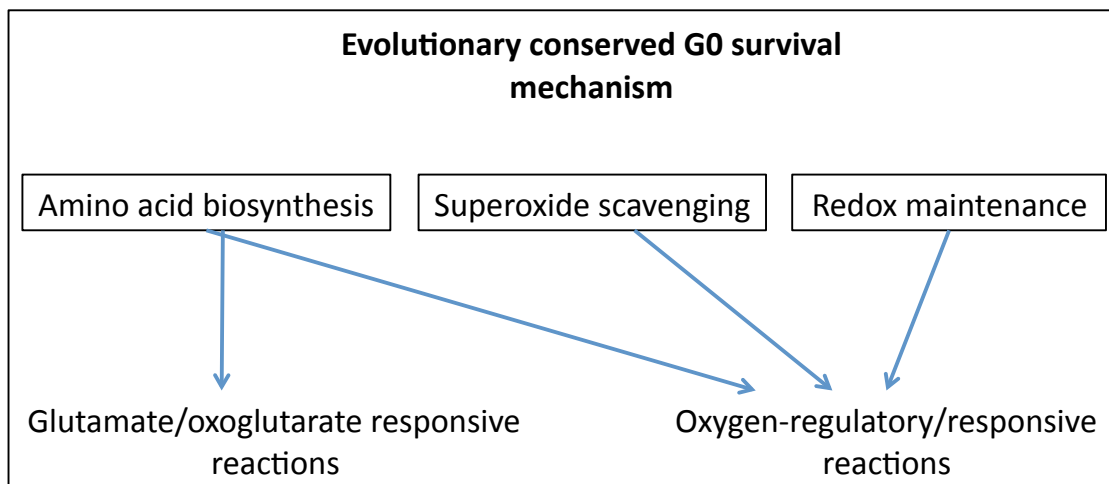 Evolutionary conserved G0 survival
mechanism
Amino acid biosynthesis
Superoxide scavenging
Redox maintenance
Glutamate/oxoglutarate responsive
reactions
Oxygen-regulatory/responsive
reactions